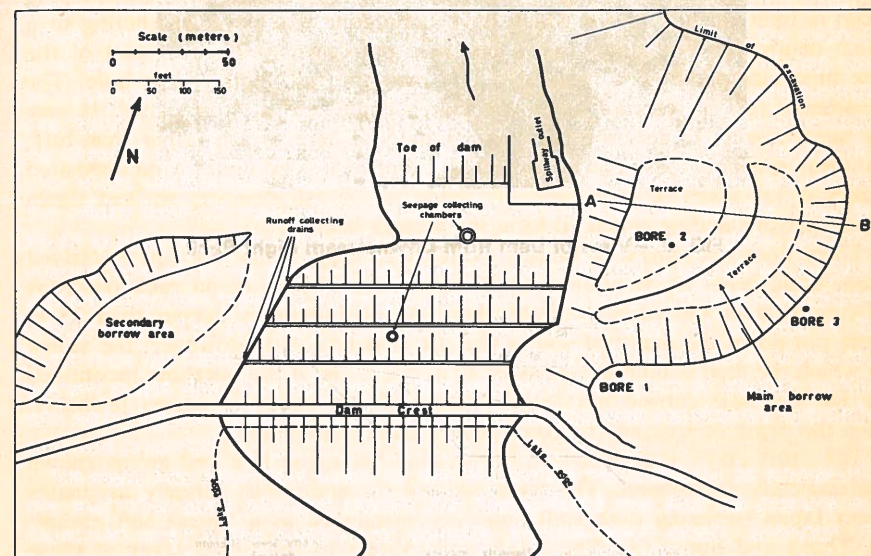 Scale (meters)
0 50
feet
0 50 100 150
N
Limit of excavation
Toe of dam
Spillway outlet
A
B
Terrace
BORE 2
Terrace
Seepage collecting
chambers
Runoff collecting
drains
Secondary
borrow area
BORE 3
BORE 1
Main borrow
area
Dam Crest
Lake edge
Lake edge